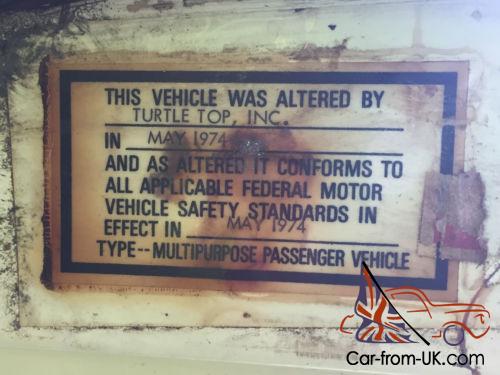 THIS VEHICLE WAS ALTERED BY
TURTLE TOP, INC.
IN MAY 1974
AND AS ALTERED IT CONFORMS TO
ALL APPLICABLE FEDERAL MOTOR
VEHICLE SAFETY STANDARDS IN
EFFECT IN MAY 1974
TYPE--MULTIPURPOSE PASSENGER VEHICLE
Car-from-UK.com